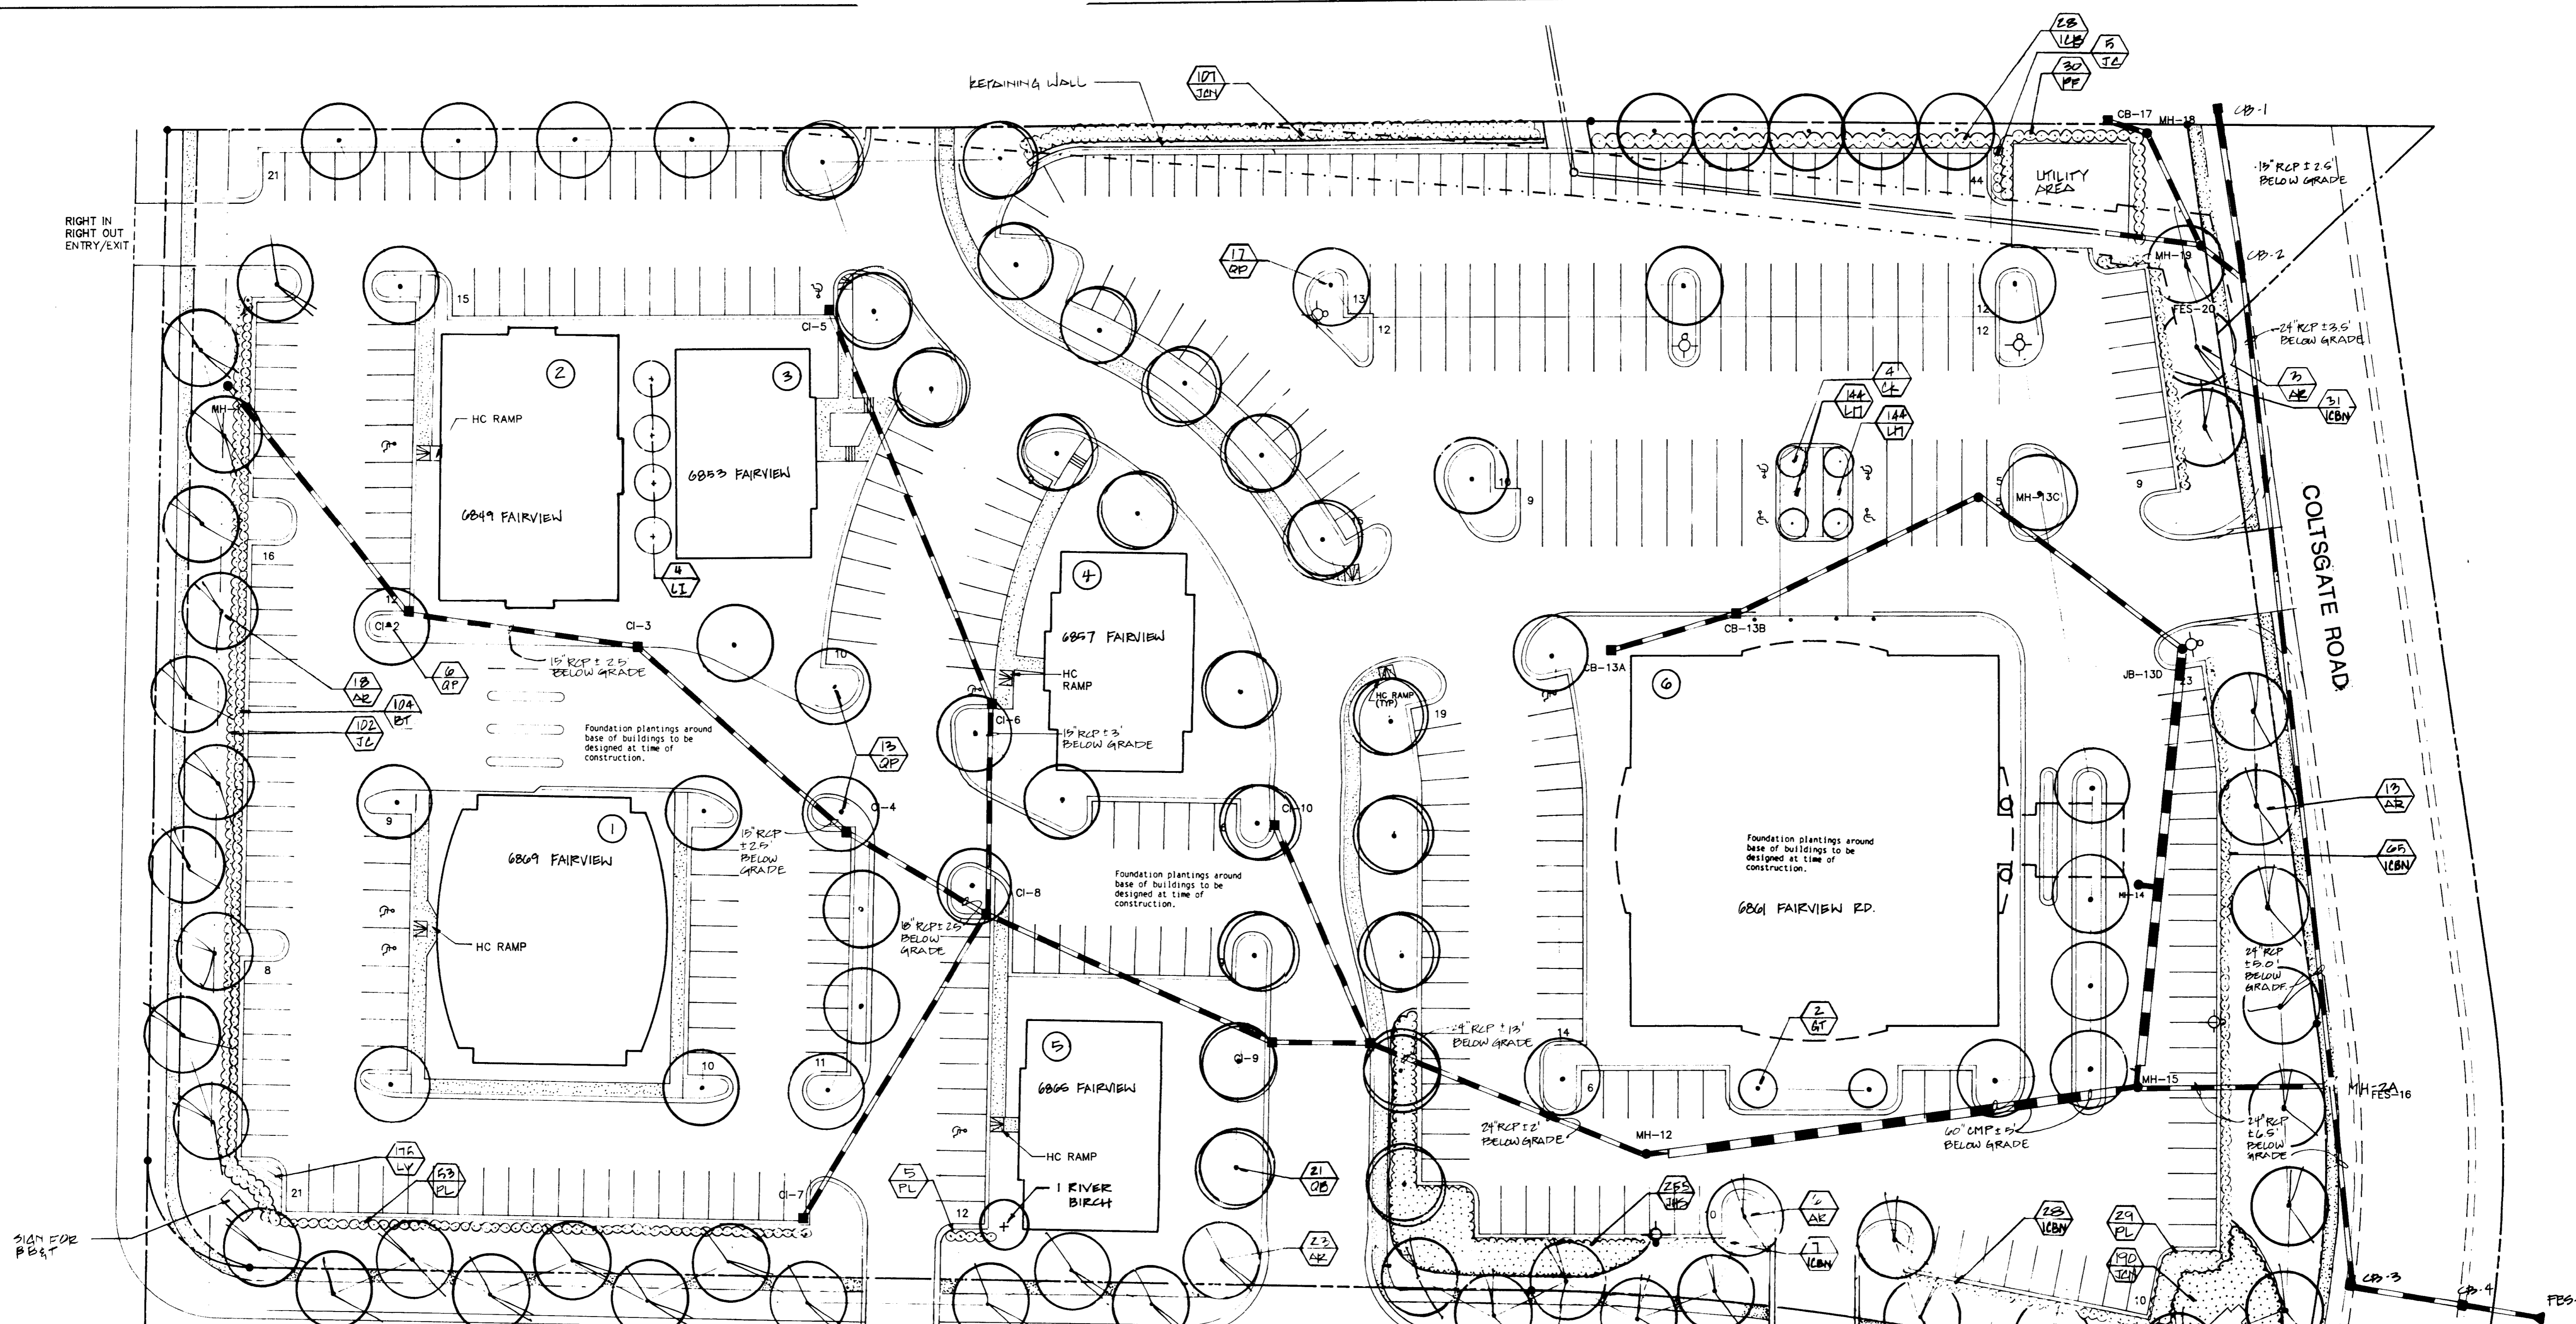 28
ICB
5
JC
30
PF
RETAINING WALL
107
JCN
CB-17
MH-18
CB-1
15" RCP ± 2.5'
BELOW GRADE
21
44
UTILITY
AREA
RIGHT IN
RIGHT OUT
ENTRY/EXIT
17
QP
MH-19
CB-2
15
13
12
12
12
CI-5
FES-20
24" RCP ± 3.5'
BELOW GRADE
2
3
4
CK
3
AR
144
LM
144
LM
31
ICBN
HC RAMP
6853 FAIRVIEW
6849 FAIRVIEW
10
9
5
5
MH-13C
9
COLTSGATE ROAD
16
4
LI
4
6857 FAIRVIEW
12
CI-2
CI-3
15" RCP ± 2.5'
BELOW GRADE
10
CB-13B
CB-13A
6
JB-13D
23
18
AR
6
QP
104
BT
102
JC
HC
RAMP
CI-6
15" RCP ± 3'
BELOW GRADE
HC RAMP
(TYP)
19
Foundation plantings around
base of buildings to be
designed at time of
construction.
13
QP
9
1
6869 FAIRVIEW
CI-4
15" RCP
± 2.5'
BELOW
GRADE
CI-10
13
AR
Foundation plantings around
base of buildings to be
designed at time of
construction.
65
ICBN
Foundation plantings around
base of buildings to be
designed at time of
construction.
CI-8
MH-14
6861 FAIRVIEW RD.
18" RCP ± 2.5'
BELOW
GRADE
HC RAMP
8
24" RCP
± 5.0'
BELOW
GRADE
2
GT
BELOW GRADE
14
5
CI-9
10
11
6865 FAIRVIEW
6
MH-15
MH-2A
FES-16
24" RCP ± 2'
BELOW GRADE
MH-12
60" CMP ± 5'
BELOW GRADE
24" RCP
± 6.5'
BELOW
GRADE
175
LV
53
PL
21
CI-7
5
PL
HC RAMP
1 RIVER
BIRCH
12
21
QB
255
JHS
6
AR
7
ICBN
28
ICBN
29
PL
190
JCN
10
SIGN FOR
BB&T
23
AR
CB-3
CB-4
FES-